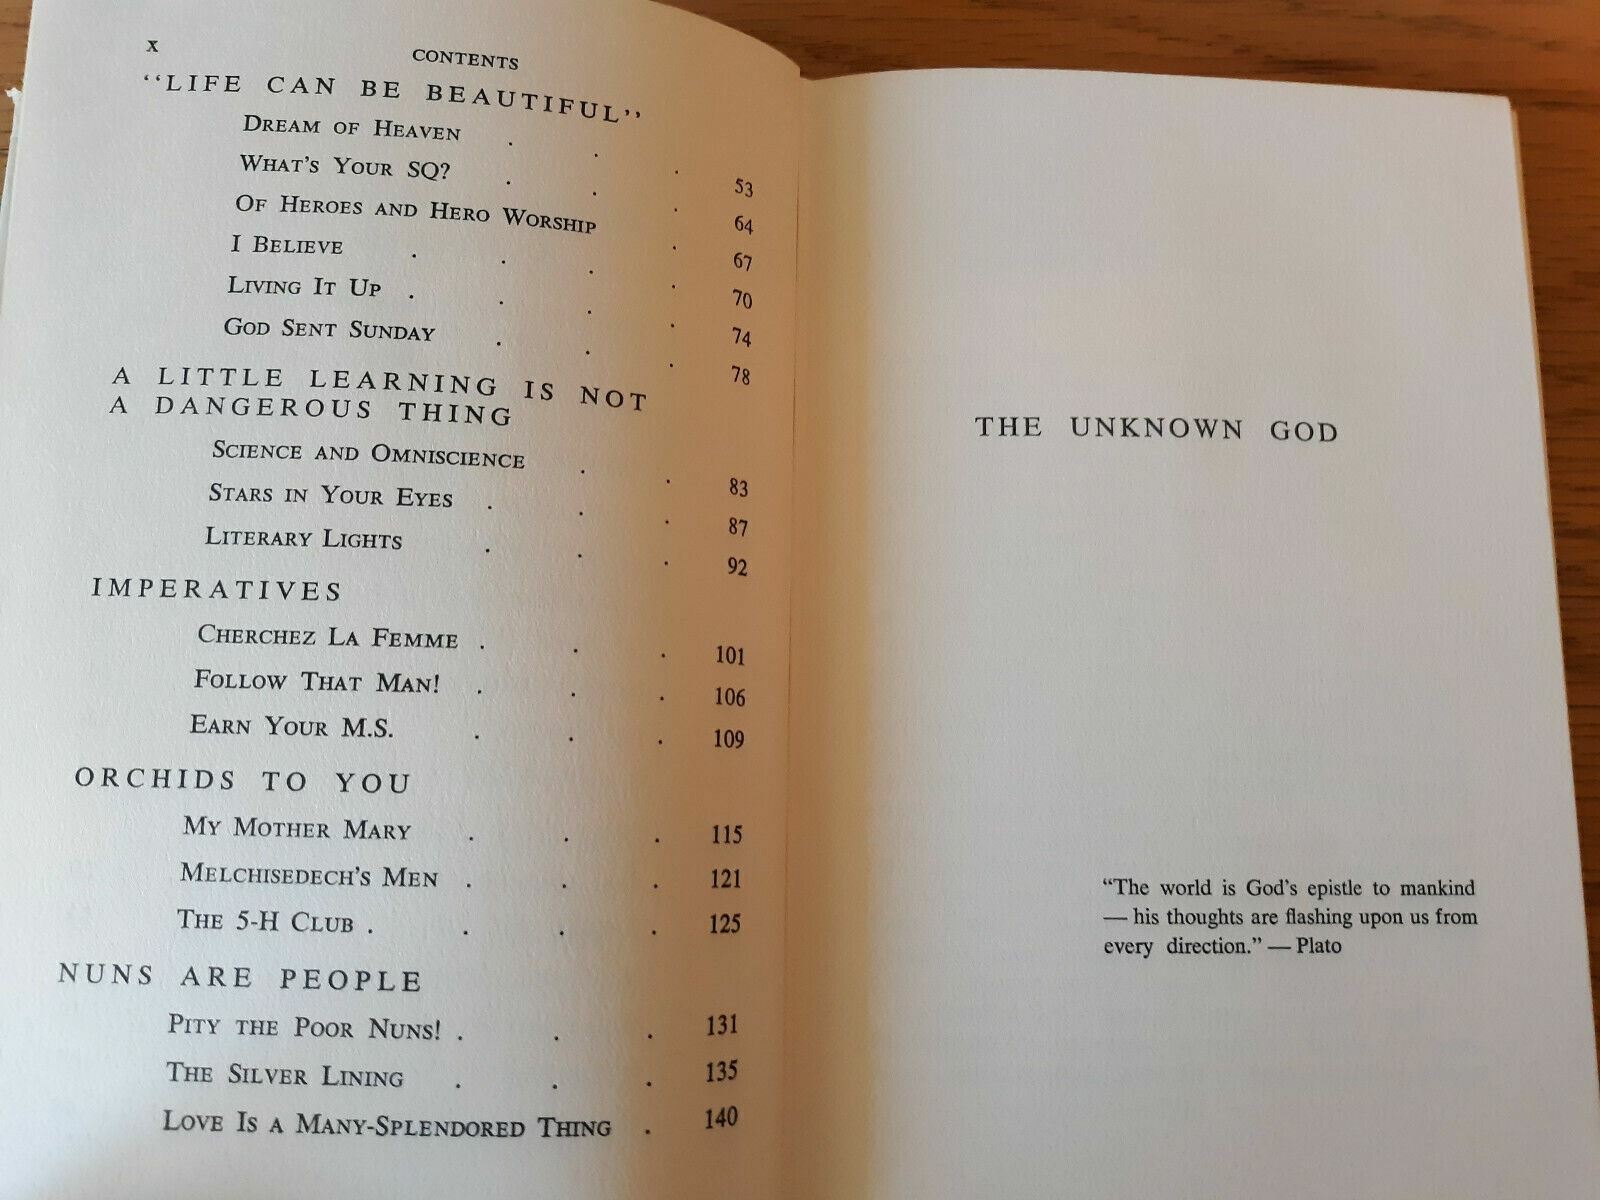 x CONTENTS
“LIFE CAN BE BEAUTIFUL”
DREAM OF HEAVEN . . . 53
WHAT'S YOUR SQ? . . . 64
OF HEROES AND HERO WORSHIP . 67
I BELIEVE . . . . 70
LIVING IT UP . . . . 74
GOD SENT SUNDAY . . . 78
A LITTLE LEARNING IS NOT
A DANGEROUS THING
SCIENCE AND OMNISCIENCE . . 83
STARS IN YOUR EYES . . . 87
LITERARY LIGHTS . . . 92
IMPERATIVES
CHERCHEZ LA FEMME . . . 101
FOLLOW THAT MAN! . . . 106
EARN YOUR M.S. . . . 109
ORCHIDS TO YOU
MY MOTHER MARY . . . 115
MELCHISEDECH'S MEN . . . 121
THE 5-H CLUB . . . . 125
NUNS ARE PEOPLE
PITY THE POOR NUNS! . . . 131
THE SILVER LINING . . . 135
LOVE IS A MANY-SPLENDORED THING . 140
THE UNKNOWN GOD
“The world is God's epistle to mankind
— his thoughts are flashing upon us from
every direction.” — Plato